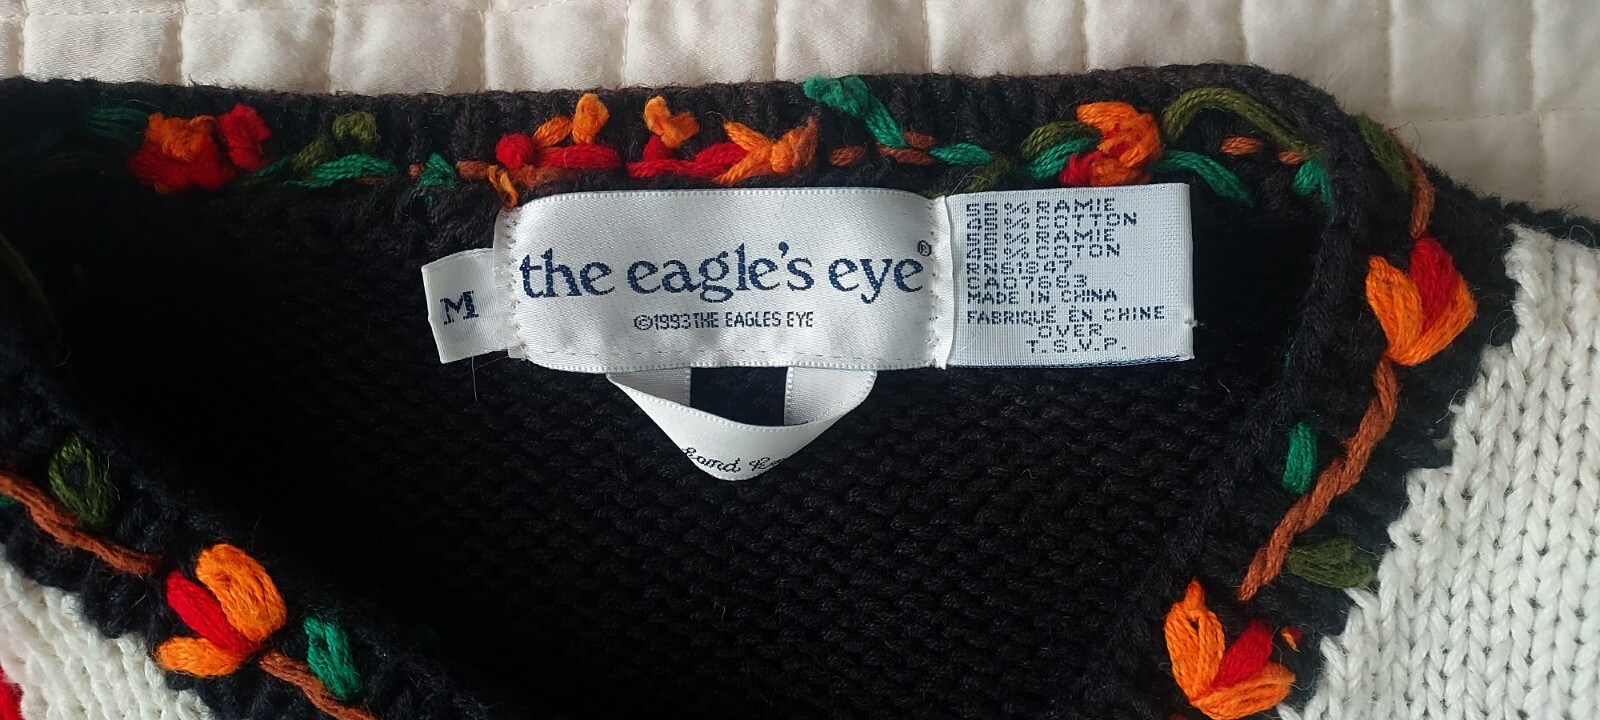 M
the eagle's eye®
©1993 THE EAGLES EYE
55%RAMIE
45%COTTON
55%RAMIE
45%COTON
RN61847
CA07663
MADE IN CHINA
FABRIQUÉ EN CHINE
OVER
T.S.V.P.